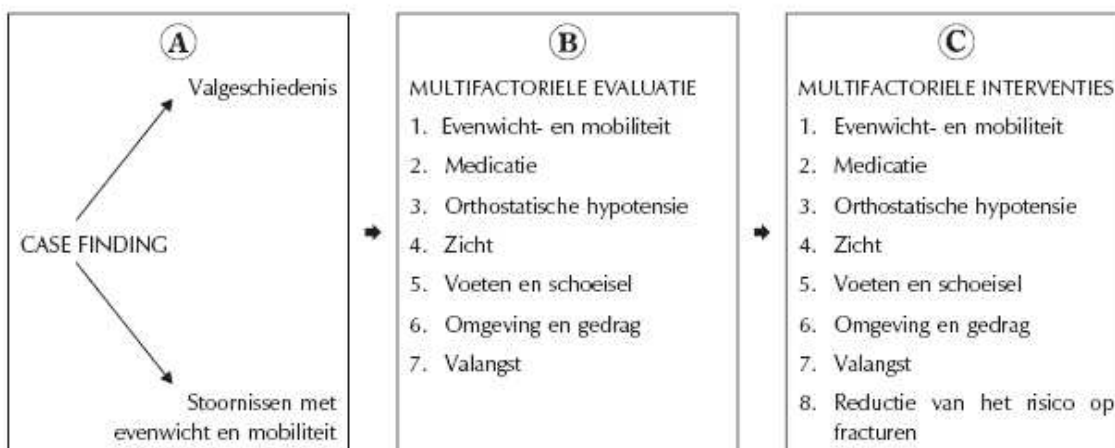 A
Valgeschiedenis
CASE FINDING
Stoornissen met
evenwicht en mobiliteit
B
MULTIFACTORIELE EVALUATIE
1. Evenwicht- en mobiliteit
2. Medicatie
3. Orthostatische hypotensie
4. Zicht
5. Voeten en schoeisel
6. Omgeving en gedrag
7. Valangst
C
MULTIFACTORIELE INTERVENTIES
1. Evenwicht- en mobiliteit
2. Medicatie
3. Orthostatische hypotensie
4. Zicht
5. Voeten en schoeisel
6. Omgeving en gedrag
7. Valangst
8. Reductie van het risico op
fracturen